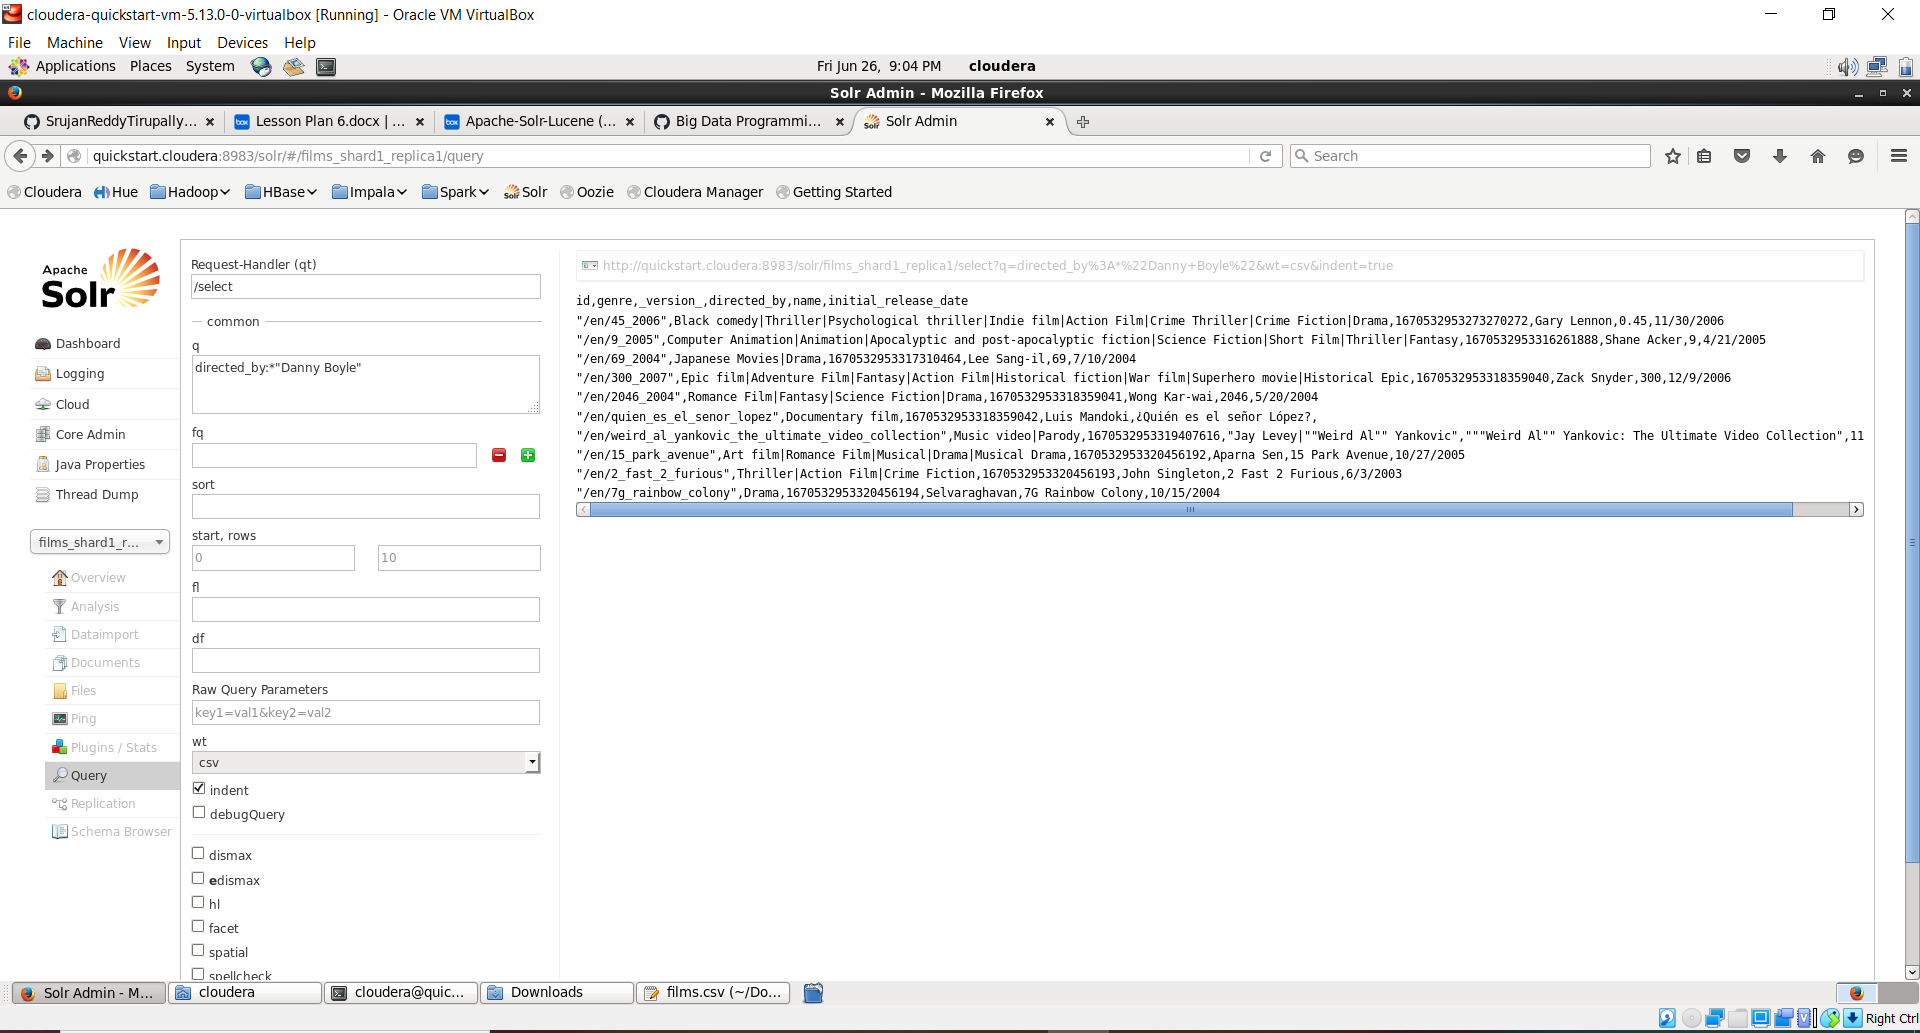 cloudera-quickstart-vm-5.13.0-0-virtualbox [Running] - Oracle VM VirtualBox
File Machine View Input Devices Help
Applications Places System Fri Jun 26, 9:04 PM cloudera
Solr Admin - Mozilla Firefox
SrujanReddyTirupally... Lesson Plan 6.docx | ... Apache-Solr-Lucene (... Big Data Programmi... Solr Admin
quickstart.cloudera:8983/solr/#/films_shard1_replica1/query Search
Cloudera Hue Hadoop HBase Impala Spark Solr Oozie Cloudera Manager Getting Started
Apache Solr
Dashboard
Logging
Cloud
Core Admin
Java Properties
Thread Dump
films_shard1_r...
Overview
Analysis
Dataimport
Documents
Files
Ping
Plugins / Stats
Query
Replication
Schema Browser
Request-Handler (qt)
/select
common
q
directed_by:*"Danny Boyle"
fq
sort
start, rows
0 10
fl
df
Raw Query Parameters
key1=val1&key2=val2
wt
csv
indent
debugQuery
dismax
edismax
hl
facet
spatial
spellcheck
http://quickstart.cloudera:8983/solr/films_shard1_replica1/select?q=directed_by%3A*%22Danny+Boyle%22&wt=csv&indent=true
id,genre,_version_,directed_by,name,initial_release_date
"/en/45_2006",Black comedy|Thriller|Psychological thriller|Indie film|Action Film|Crime Thriller|Crime Fiction|Drama,1670532953273270272,Gary Lennon,0.45,11/30/2006
"/en/9_2005",Computer Animation|Animation|Apocalyptic and post-apocalyptic fiction|Science Fiction|Short Film|Thriller|Fantasy,1670532953316261888,Shane Acker,9,4/21/2005
"/en/69_2004",Japanese Movies|Drama,1670532953317310464,Lee Sang-il,69,7/10/2004
"/en/300_2007",Epic film|Adventure Film|Fantasy|Action Film|Historical fiction|War film|Superhero movie|Historical Epic,1670532953318359040,Zack Snyder,300,12/9/2006
"/en/2046_2004",Romance Film|Fantasy|Science Fiction|Drama,1670532953318359041,Wong Kar-wai,2046,5/20/2004
"/en/quien_es_el_senor_lopez",Documentary film,1670532953318359042,Luis Mandoki,¿Quién es el señor López?,
"/en/weird_al_yankovic_the_ultimate_video_collection",Music video|Parody,1670532953319407616,"Jay Levey|""Weird Al"" Yankovic","""Weird Al"" Yankovic: The Ultimate Video Collection",11
"/en/15_park_avenue",Art film|Romance Film|Musical|Drama|Musical Drama,1670532953320456192,Aparna Sen,15 Park Avenue,10/27/2005
"/en/2_fast_2_furious",Thriller|Action Film|Crime Fiction,1670532953320456193,John Singleton,2 Fast 2 Furious,6/3/2003
"/en/7g_rainbow_colony",Drama,1670532953320456194,Selvaraghavan,7G Rainbow Colony,10/15/2004
Solr Admin - M... cloudera cloudera@quic... Downloads films.csv (~/Do...
Right Ctrl